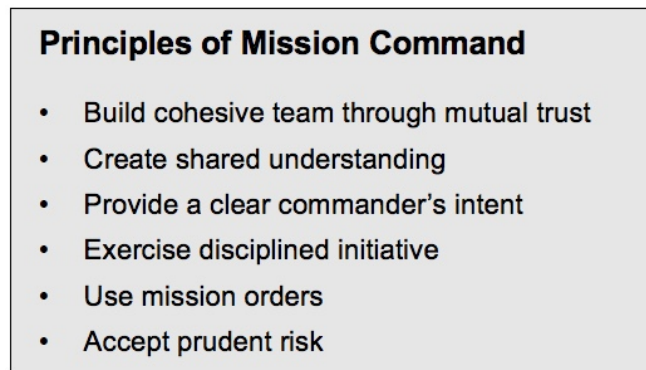 Principles of Mission Command
• Build cohesive team through mutual trust
• Create shared understanding
• Provide a clear commander’s intent
• Exercise disciplined initiative
• Use mission orders
• Accept prudent risk